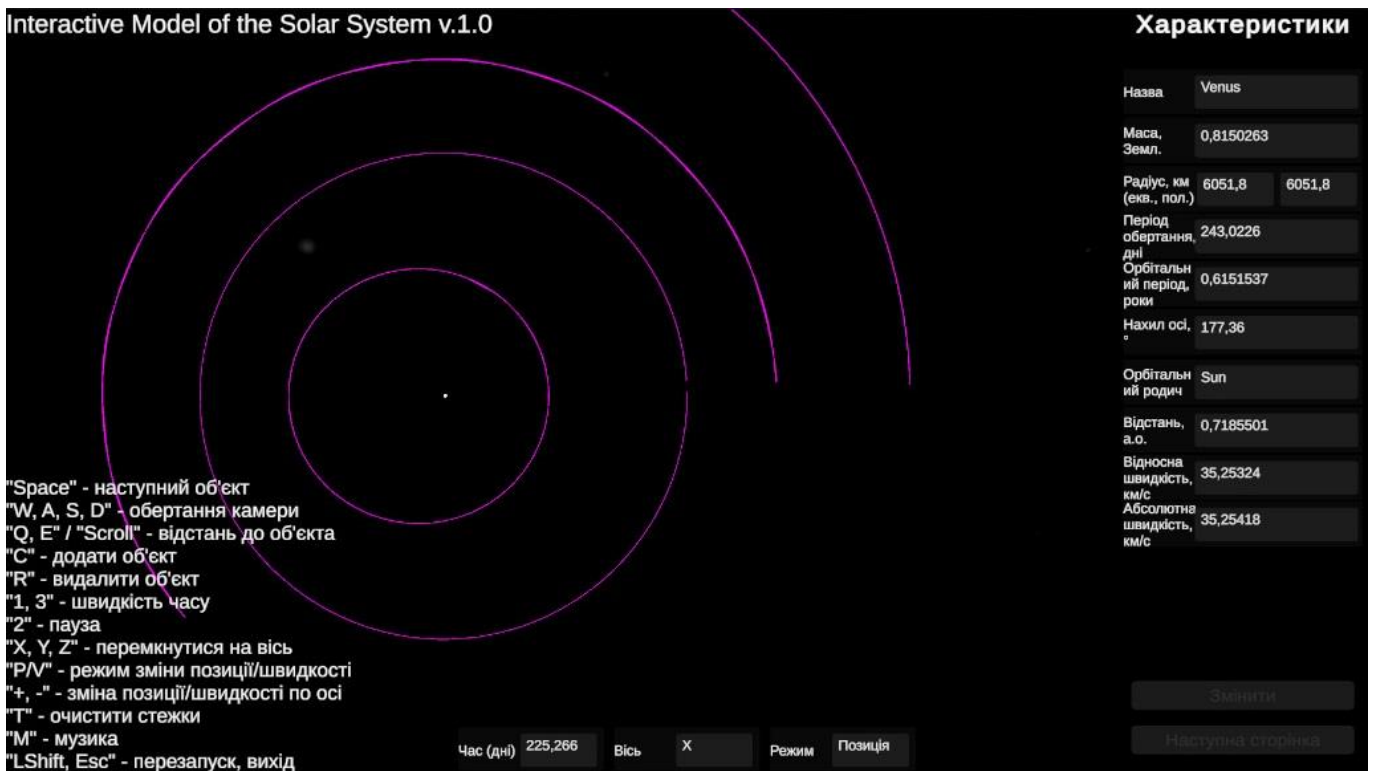 Interactive Model of the Solar System v.1.0
Характеристики
Назва
Venus
Маса,
Земл.
0,8150263
Радіус, км
(екв., пол.)
6051,8
6051,8
Період
обертання,
дні
243,0226
Орбітальн
ий період,
роки
0,6151537
Нахил осі,
°
177,36
Орбітальн
ий родич
Sun
Відстань,
а.о.
0,7185501
Відносна
швидкість,
км/с
35,25324
Абсолютна
швидкість,
км/с
35,25418
"Space" - наступний об'єкт
"W, A, S, D" - обертання камери
"Q, E" / "Scroll" - відстань до об'єкта
"C" - додати об'єкт
"R" - видалити об'єкт
"1, 3" - швидкість часу
"2" - пауза
"X, Y, Z" - перемкнутися на вісь
"P/V" - режим зміни позиції/швидкості
"+, -" - зміна позиції/швидкості по осі
"T" - очистити стежки
"M" - музика
"LShift, Esc" - перезапуск, вихід
Час (дні)
225,266
Вісь
X
Режим
Позиція
Змінити
Наступна сторінка